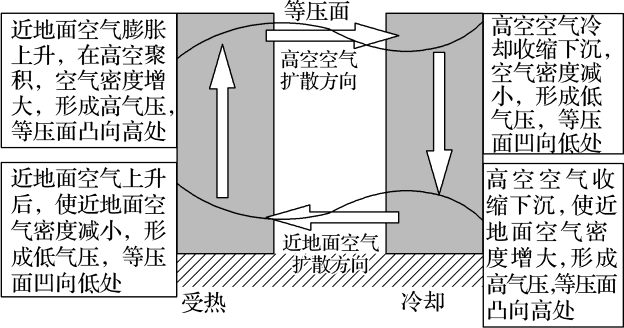 近地面空气膨胀
上升，在高空聚
积，空气密度增
大，形成高气压，
等压面凸向高处
等压面
高空空气
扩散方向
高空空气冷
却收缩下沉，
空气密度减
小，形成低
气压，等压
面凹向低处
近地面空气上升
后，使近地面空
气密度减小，形
成低气压，等压
面凹向低处
近地面空气
扩散方向
高空空气收
缩下沉，使近
地面空气密
度增大，形成
高气压，等压面
凸向高处
受热
冷却